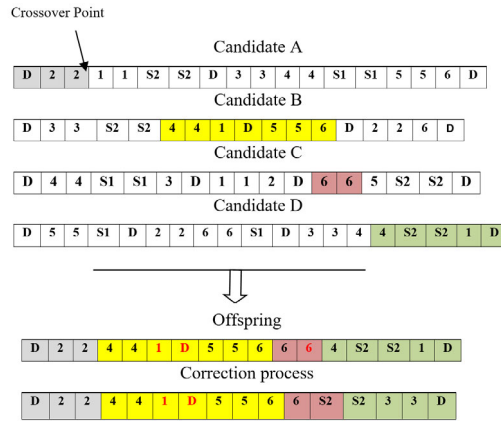 Crossover Point
Candidate A
D 2 2 1 1 S2 S2 D 3 3 4 4 S1 S1 5 5 6 D
Candidate B
D 3 3 S2 S2 4 4 1 D 5 5 6 D 2 2 6 D
Candidate C
D 4 4 S1 S1 3 D 1 1 2 D 6 6 5 S2 S2 D
Candidate D
D 5 5 S1 D 2 2 6 6 S1 D 3 3 4 4 S2 S2 1 D
Offspring
D 2 2 4 4 1 D 5 5 6 6 6 4 S2 S2 1 D
Correction process
D 2 2 4 4 1 D 5 5 6 6 S2 S2 3 3 D